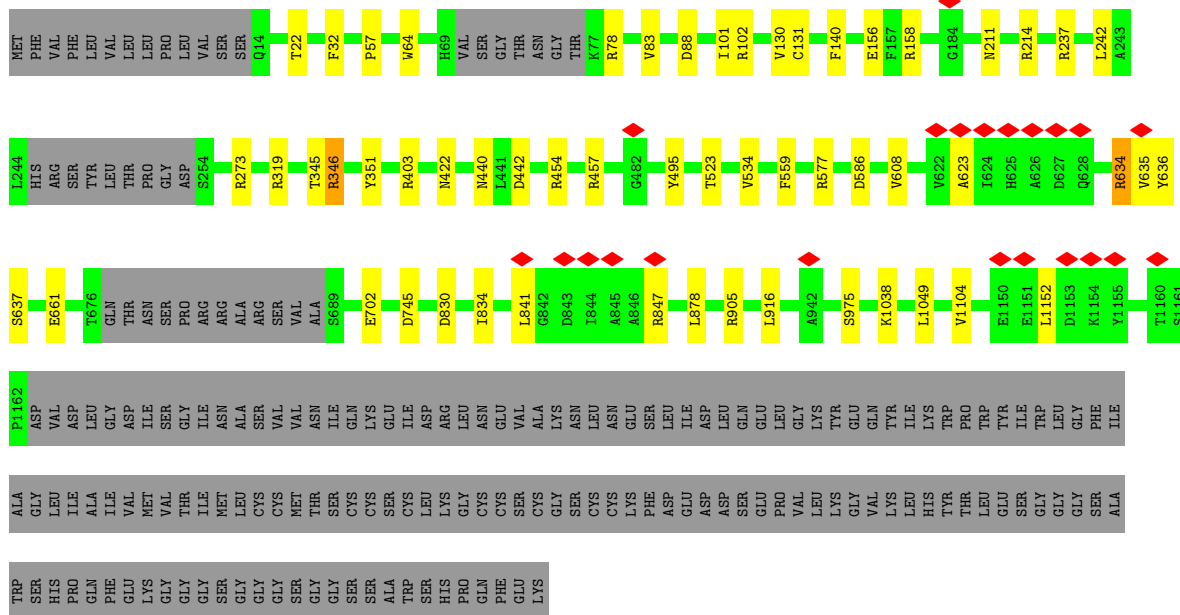 MET PHE VAL PHE LEU VAL LEU LEU PRO LEU VAL SER SER Q14 T22 F32 P57 W64 H69 VAL SER GLY THR ASN GLY THR K77 R78 V83 D88 I101 R102 V130 C131 F140 E156 F157 R158 G184 N211 R214 R237 L242 A243
L244 HIS ARG SER TYR LEU THR PRO GLY ASP S254 R273 R319 T345 R346 Y351 R403 N422 N440 L441 D442 R454 R457 G482 Y495 T523 V534 F559 R577 D586 V608 V622 A623 I624 H625 A626 D627 Q628 R634 V635 Y636
S637 E661 T676 GLN THR ASN SER PRO ARG ARG ALA ARG SER VAL ALA S689 E702 D745 D830 I834 L841 G842 D843 I844 A845 A846 R847 L878 R905 L916 A942 S975 K1038 L1049 V1104 E1150 E1151 L1152 D1153 K1154 Y1155 T1160 S1161
P1162 ASP VAL ASP LEU GLY ASP ILE SER GLY ILE ASN ALA SER VAL VAL ASN ILE GLN LYS GLU ILE ASP ARG LEU ASN GLU VAL ALA LYS ASN LEU ASN GLU SER LEU ILE ASP LEU GLN GLU LEU GLY LYS TYR GLU GLN TYR ILE LYS TRP PRO TRP TYR ILE TRP LEU GLY PHE ILE
ALA GLY LEU ILE ALA ILE VAL MET VAL THR ILE MET LEU CYS CYS MET THR SER CYS CYS SER CYS LEU LYS GLY CYS CYS SER CYS GLY SER CYS CYS LYS PHE ASP GLU ASP ASP SER GLU PRO VAL LEU LYS GLY VAL LYS LEU HIS TYR THR LEU GLU SER GLY GLY GLY SER ALA
TRP SER HIS PRO GLN PHE GLU LYS GLY GLY GLY SER GLY GLY GLY SER GLY GLY SER SER ALA TRP SER HIS PRO GLN PHE GLU LYS